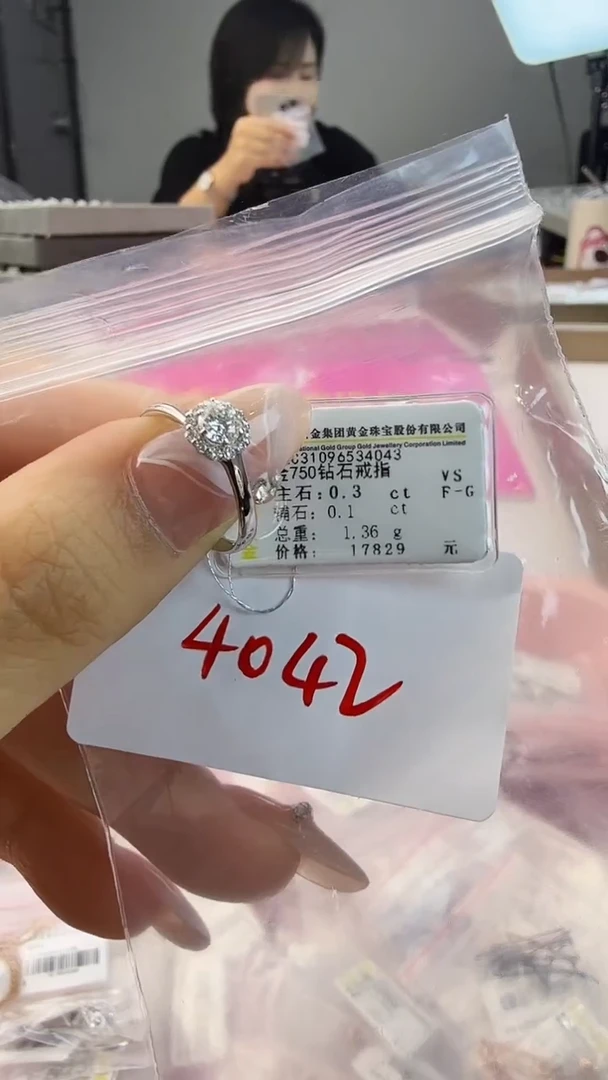 金集团黄金珠宝股份有限公司
ational Gold Group Gold Jewellery Corporation Limited
31096534043
750钻石戒指 VS
主石:0.3 ct F-G
辅石:0.1 ct
总重: 1.36 g
价格: 17829 元
4042